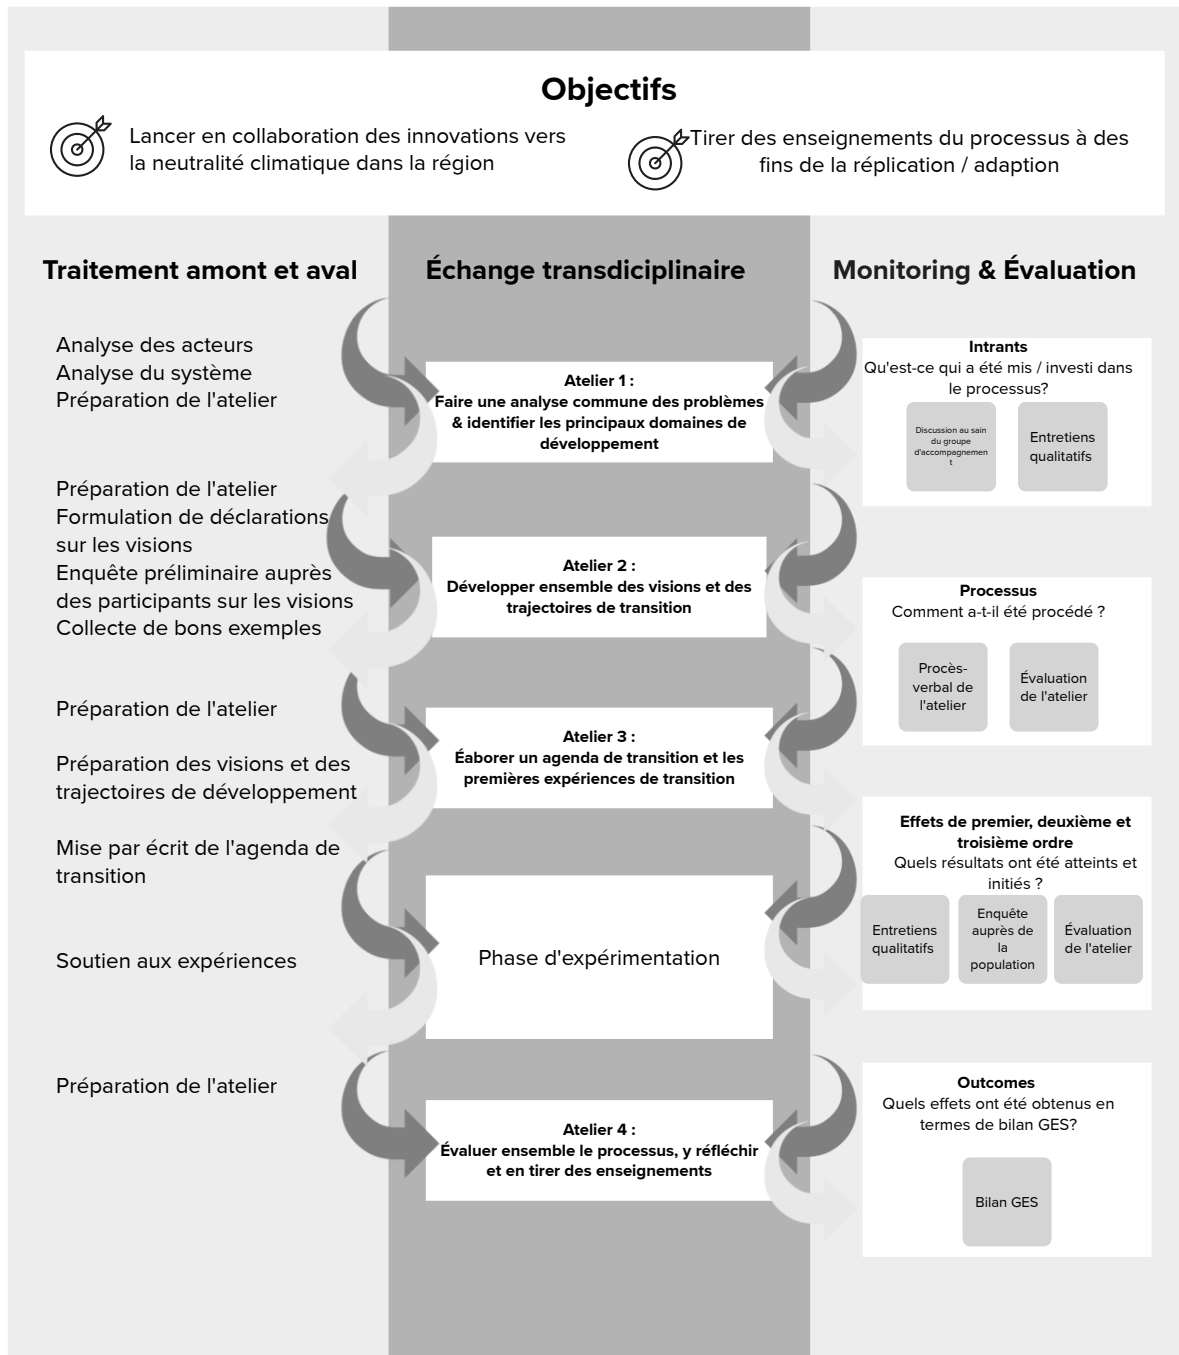 Objectifs
Lancer en collaboration des innovations vers
la neutralité climatique dans la région
Tirer des enseignements du processus à des
fins de la réplication / adaption
Traitement amont et aval
Analyse des acteurs
Analyse du système
Préparation de l'atelier
Préparation de l'atelier
Formulation de déclarations
sur les visions
Enquête préliminaire auprès
des participants sur les visions
Collecte de bons exemples
Préparation de l'atelier
Préparation des visions et des
trajectoires de développement
Mise par écrit de l'agenda de
transition
Soutien aux expériences
Préparation de l'atelier
Échange transdiciplinaire
Atelier 1 :
Faire une analyse commune des problèmes
& identifier les principaux domaines de
développement
Atelier 2 :
Développer ensemble des visions et des
trajectoires de transition
Atelier 3 :
Éaborer un agenda de transition et les
premières expériences de transition
Phase d'expérimentation
Atelier 4 :
Évaluer ensemble le processus, y réfléchir
et en tirer des enseignements
Monitoring & Évaluation
Intrants
Qu'est-ce qui a été mis / investi dans
le processus?
Discussion au sain
du groupe
d'accompagnemen
t
Entretiens
qualitatifs
Processus
Comment a-t-il été procédé ?
Procès-
verbal de
l'atelier
Évaluation
de l'atelier
Effets de premier, deuxième et
troisième ordre
Quels résultats ont été atteints et
initiés ?
Entretiens
qualitatifs
Enquête
auprès de
la
population
Évaluation
de l'atelier
Outcomes
Quels effets ont été obtenus en
termes de bilan GES?
Bilan GES